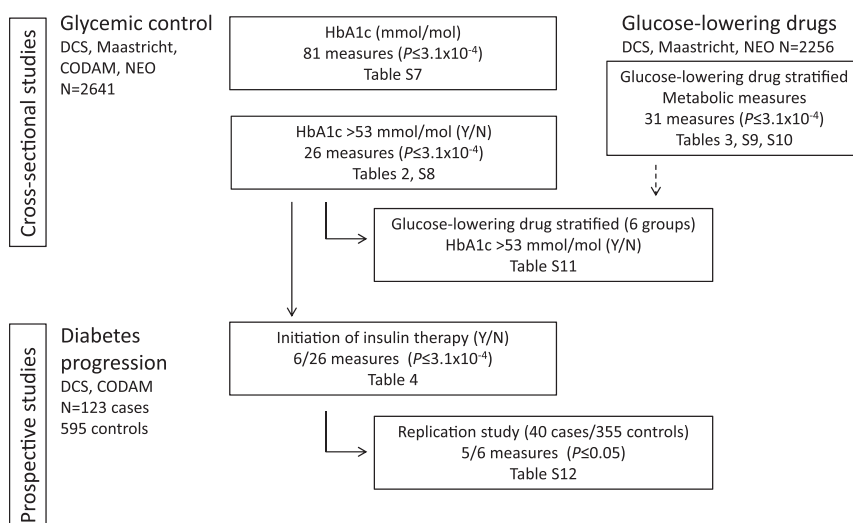 Cross-sectional studies
Glycemic control
DCS, Maastricht,
CODAM, NEO
N=2641
HbA1c (mmol/mol)
81 measures (P≤3.1x10⁻⁴)
Table S7
HbA1c >53 mmol/mol (Y/N)
26 measures (P≤3.1x10⁻⁴)
Tables 2, S8
Glucose-lowering drugs
DCS, Maastricht, NEO N=2256
Glucose-lowering drug stratified
Metabolic measures
31 measures (P≤3.1x10⁻⁴)
Tables 3, S9, S10
Glucose-lowering drug stratified (6 groups)
HbA1c >53 mmol/mol (Y/N)
Table S11
Prospective studies
Diabetes
progression
DCS, CODAM
N=123 cases
595 controls
Initiation of insulin therapy (Y/N)
6/26 measures (P≤3.1x10⁻⁴)
Table 4
Replication study (40 cases/355 controls)
5/6 measures (P≤0.05)
Table S12